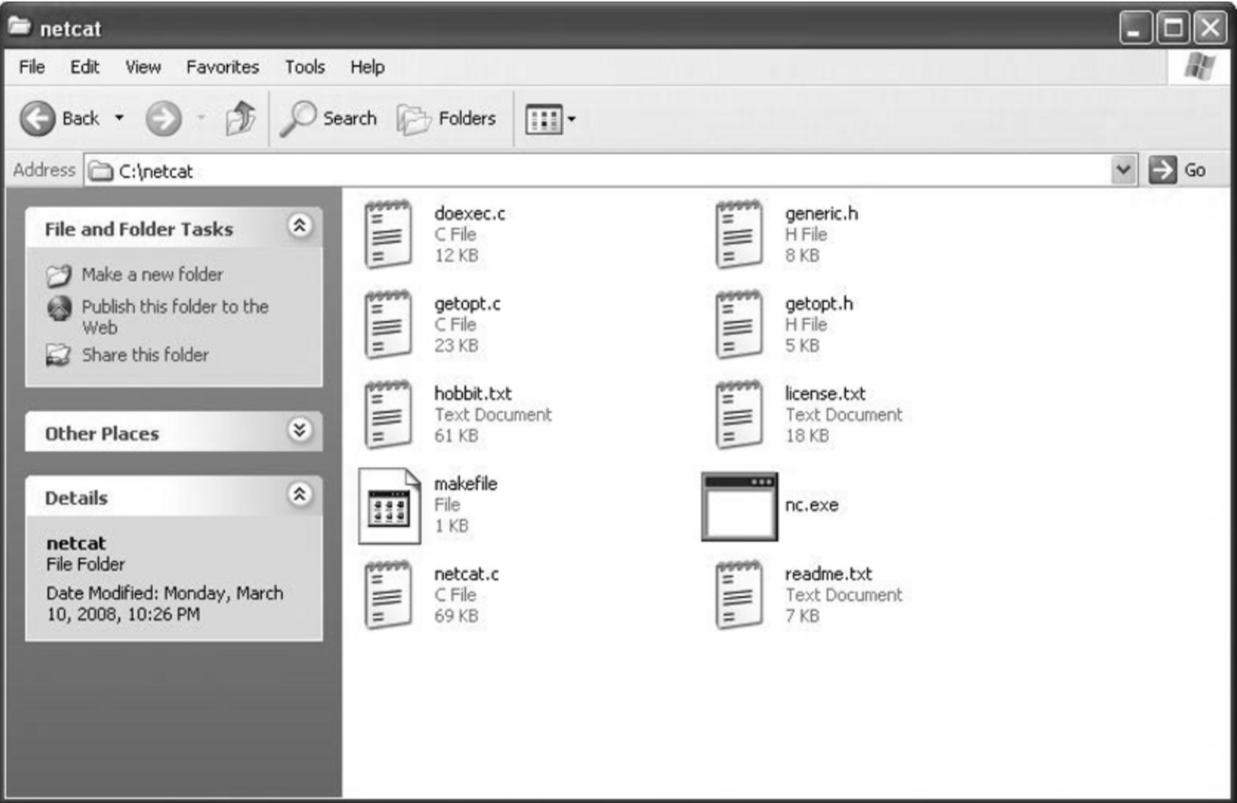 netcat
File Edit View Favorites Tools Help
Back Search Folders
Address C:\netcat Go
File and Folder Tasks
Make a new folder
Publish this folder to the
Web
Share this folder
Other Places
Details
netcat
File Folder
Date Modified: Monday, March
10, 2008, 10:26 PM
doexec.c
C File
12 KB
generic.h
H File
8 KB
getopt.c
C File
23 KB
getopt.h
H File
5 KB
hobbit.txt
Text Document
61 KB
license.txt
Text Document
18 KB
makefile
File
1 KB
nc.exe
netcat.c
C File
69 KB
readme.txt
Text Document
7 KB